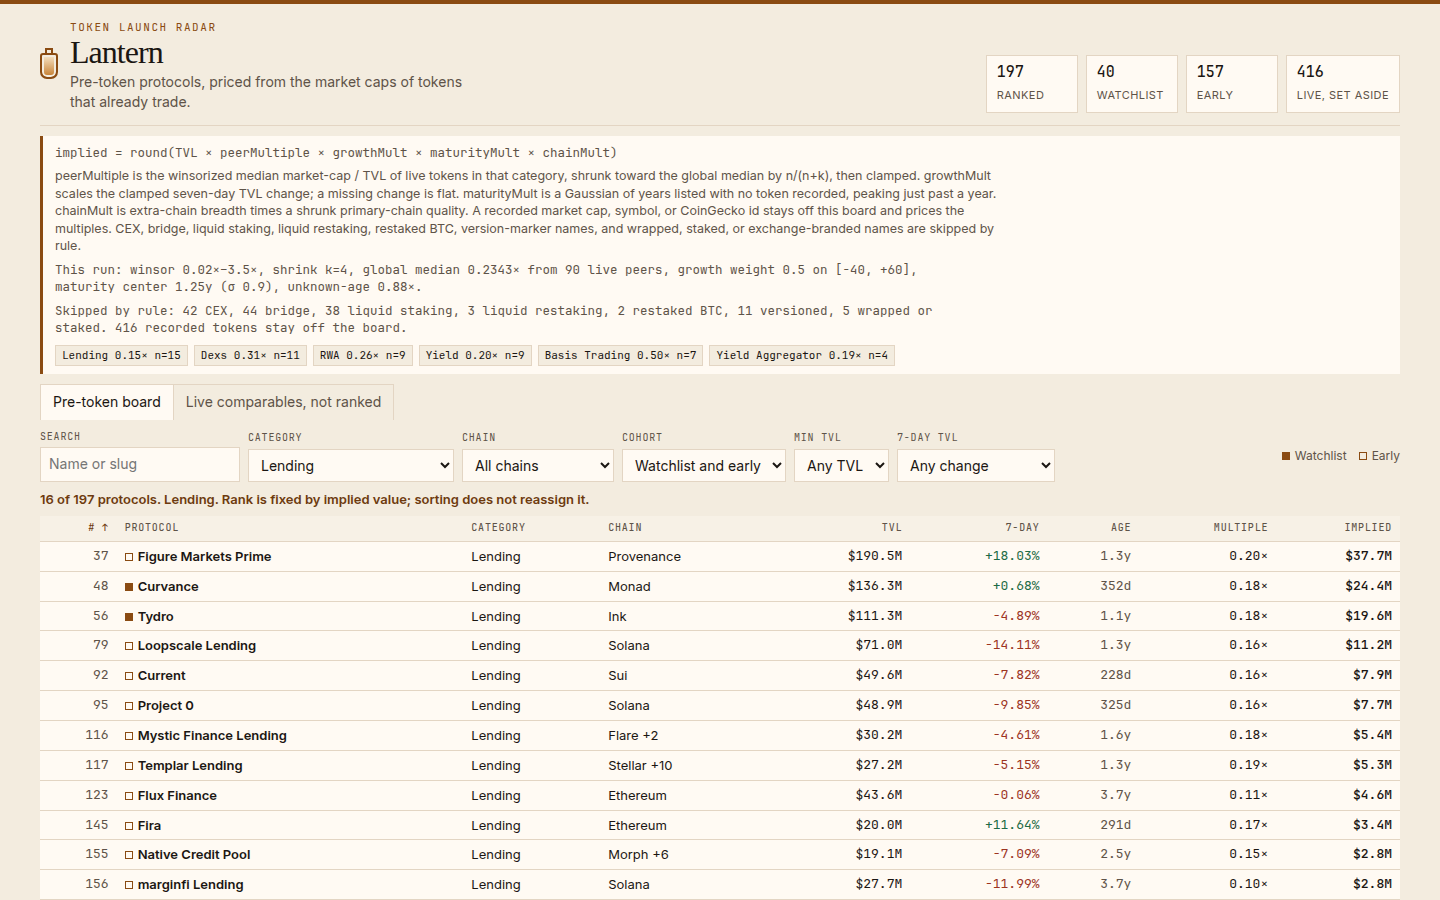 TOKEN LAUNCH RADAR
Lantern
Pre-token protocols, priced from the market caps of tokens
that already trade.
197
RANKED
40
WATCHLIST
157
EARLY
416
LIVE, SET ASIDE
implied = round(TVL × peerMultiple × growthMult × maturityMult × chainMult)
peerMultiple is the winsorized median market-cap / TVL of live tokens in that category, shrunk toward the global median by n/(n+k), then clamped. growthMult
scales the clamped seven-day TVL change; a missing change is flat. maturityMult is a Gaussian of years listed with no token recorded, peaking just past a year.
chainMult is extra-chain breadth times a shrunk primary-chain quality. A recorded market cap, symbol, or CoinGecko id stays off this board and prices the
multiples. CEX, bridge, liquid staking, liquid restaking, restaked BTC, version-marker names, and wrapped, staked, or exchange-branded names are skipped by
rule.
This run: winsor 0.02×–3.5×, shrink k=4, global median 0.2343× from 90 live peers, growth weight 0.5 on [-40, +60],
maturity center 1.25y (σ 0.9), unknown-age 0.88×.
Skipped by rule: 42 CEX, 44 bridge, 38 liquid staking, 3 liquid restaking, 2 restaked BTC, 11 versioned, 5 wrapped or
staked. 416 recorded tokens stay off the board.
Lending 0.15× n=15 Dexs 0.31× n=11 RWA 0.26× n=9 Yield 0.20× n=9 Basis Trading 0.50× n=7 Yield Aggregator 0.19× n=4
Pre-token board Live comparables, not ranked
SEARCH CATEGORY CHAIN COHORT MIN TVL 7-DAY TVL
Name or slug Lending All chains Watchlist and early Any TVL Any change Watchlist Early
16 of 197 protocols. Lending. Rank is fixed by implied value; sorting does not reassign it.
# ↑ PROTOCOL CATEGORY CHAIN TVL 7-DAY AGE MULTIPLE IMPLIED
37 Figure Markets Prime Lending Provenance $190.5M +18.03% 1.3y 0.20× $37.7M
48 Curvance Lending Monad $136.3M +0.68% 352d 0.18× $24.4M
56 Tydro Lending Ink $111.3M -4.89% 1.1y 0.18× $19.6M
79 Loopscale Lending Lending Solana $71.0M -14.11% 1.3y 0.16× $11.2M
92 Current Lending Sui $49.6M -7.82% 228d 0.16× $7.9M
95 Project 0 Lending Solana $48.9M -9.85% 325d 0.16× $7.7M
116 Mystic Finance Lending Lending Flare +2 $30.2M -4.61% 1.6y 0.18× $5.4M
117 Templar Lending Lending Stellar +10 $27.2M -5.15% 1.3y 0.19× $5.3M
123 Flux Finance Lending Ethereum $43.6M -0.06% 3.7y 0.11× $4.6M
145 Fira Lending Ethereum $20.0M +11.64% 291d 0.17× $3.4M
155 Native Credit Pool Lending Morph +6 $19.1M -7.09% 2.5y 0.15× $2.8M
156 marginfi Lending Lending Solana $27.7M -11.99% 3.7y 0.10× $2.8M